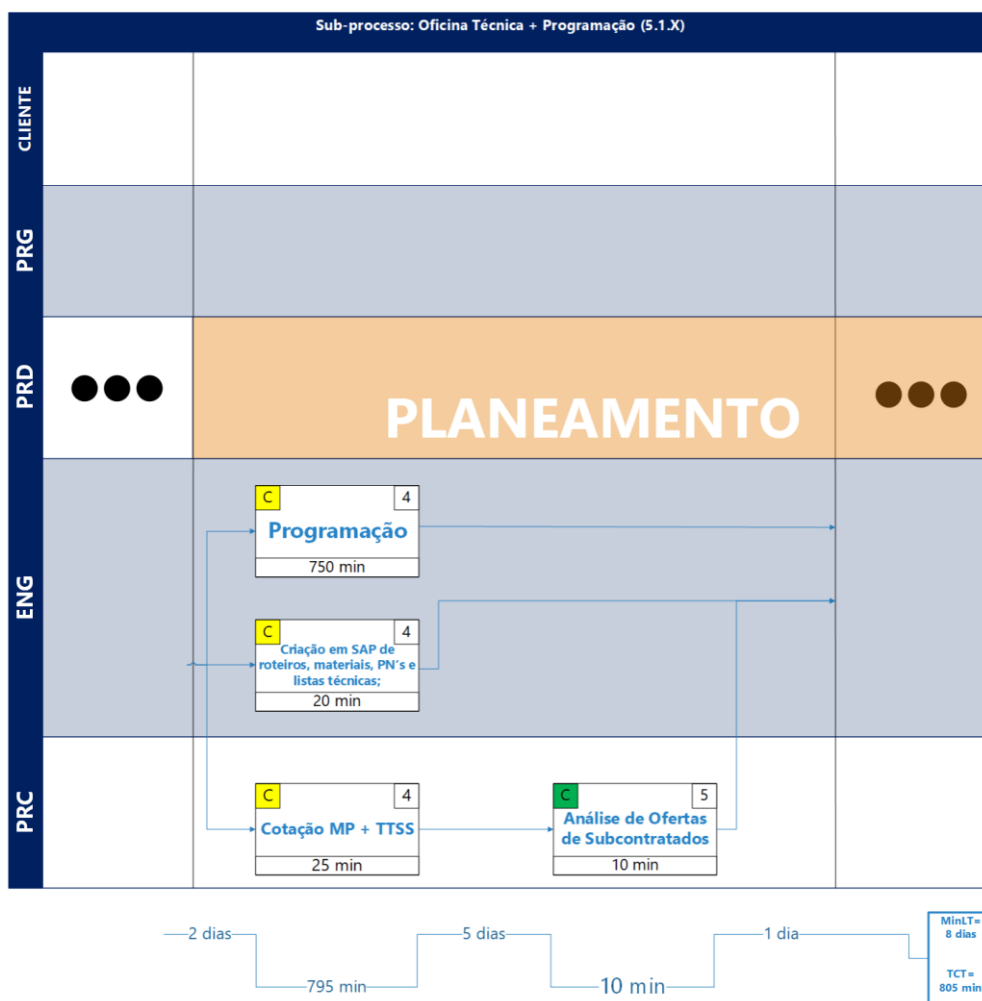 Sub-processo: Oficina Técnica + Programação (5.1.X)
CLIENTE
PRG
PRD
PLANEAMENTO
ENG
C
4
Programação
750 min
C
4
Criação em SAP de
roteiros, materiais, PN´s e
listas técnicas;
20 min
PRC
C
4
Cotação MP + TTSS
25 min
C
5
Análise de Ofertas
de Subcontratados
10 min
2 dias
795 min
5 dias
10 min
1 dia
MinLT=
8 dias
TCT=
805 min